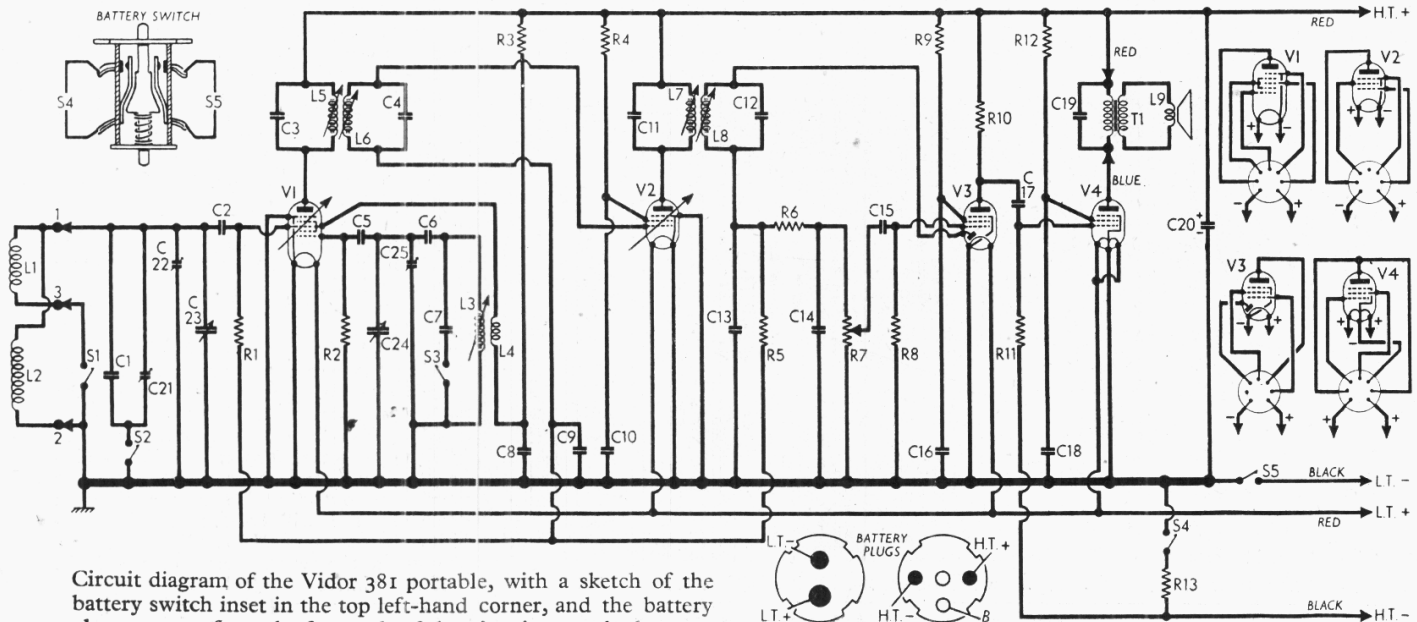 BATTERY SWITCH
S4
S5
R3
R4
R9
R12
RED
H.T. +
RED
V1
V2
C3
L5
C4
L6
C11
L7
C12
L8
R10
C19
T1
L9
V1
V2
V3
C
17
V4
BLUE
1
C2
C5
C6
R6
C15
C20
+
-
+
-
+
-
L1
C
22
C25
3
C
23
L3
C7
C24
C13
C14
V3
V4
L2
S1
C1
C21
R1
R2
S3
L4
R5
R7
R8
R11
-
+
+
+
-
2
S2
C8
C9
C10
C16
C18
+
+
S5
BLACK
L.T. -
RED
L.T. +
L.T.-
BATTERY
PLUGS
H.T. +
S4
R13
L.T.+
H.T.-
B
BLACK
H.T. -
Circuit diagram of the Vidor 381 portable, with a sketch of the
battery switch inset in the top left-hand corner, and the battery